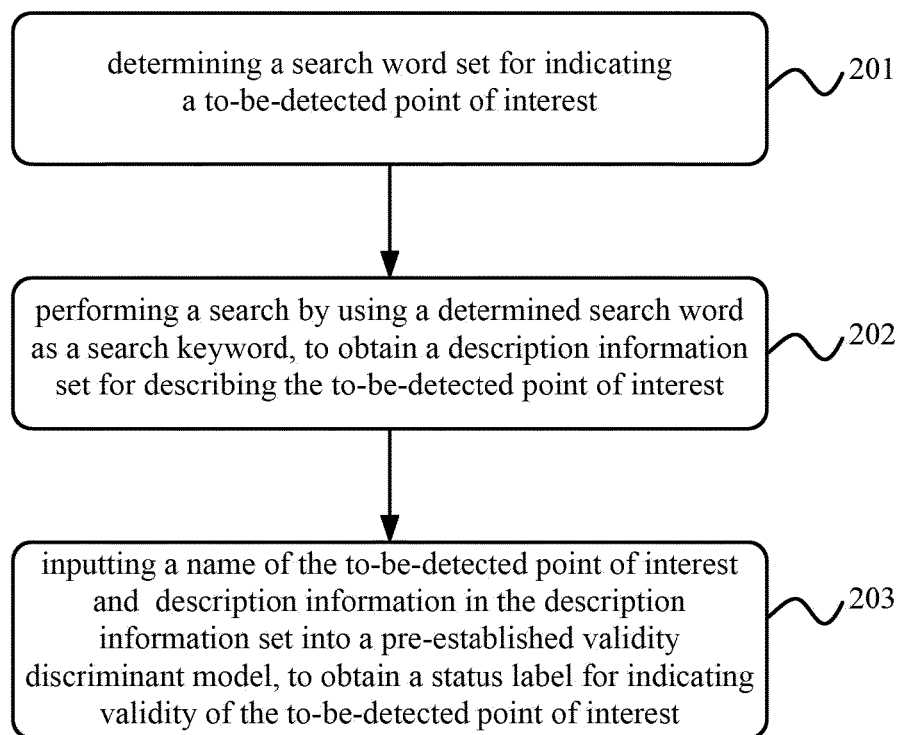 determining a search word set for indicating
a to-be-detected point of interest
201
performing a search by using a determined search word
as a search keyword, to obtain a description information
set for describing the to-be-detected point of interest
202
inputting a name of the to-be-detected point of interest
and description information in the description
information set into a pre-established validity
discriminant model, to obtain a status label for indicating
validity of the to-be-detected point of interest
203